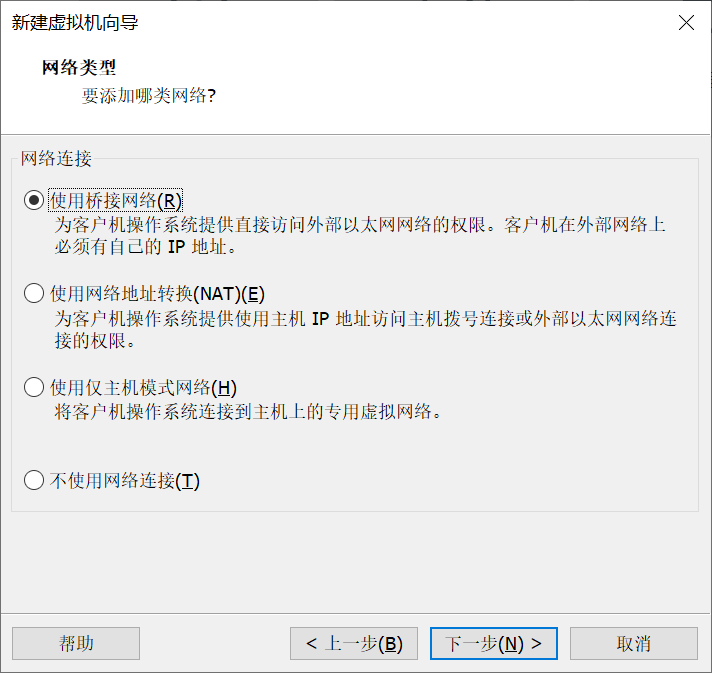 新建虚拟机向导
网络类型
要添加哪类网络?
网络连接
使用桥接网络(R)
为客户机操作系统提供直接访问外部以太网网络的权限。客户机在外部网络上
必须有自己的 IP 地址。
使用网络地址转换(NAT)(E)
为客户机操作系统提供使用主机 IP 地址访问主机拨号连接或外部以太网网络连
接的权限。
使用仅主机模式网络(H)
将客户机操作系统连接到主机上的专用虚拟网络。
不使用网络连接(T)
帮助
< 上一步(B)
下一步(N) >
取消